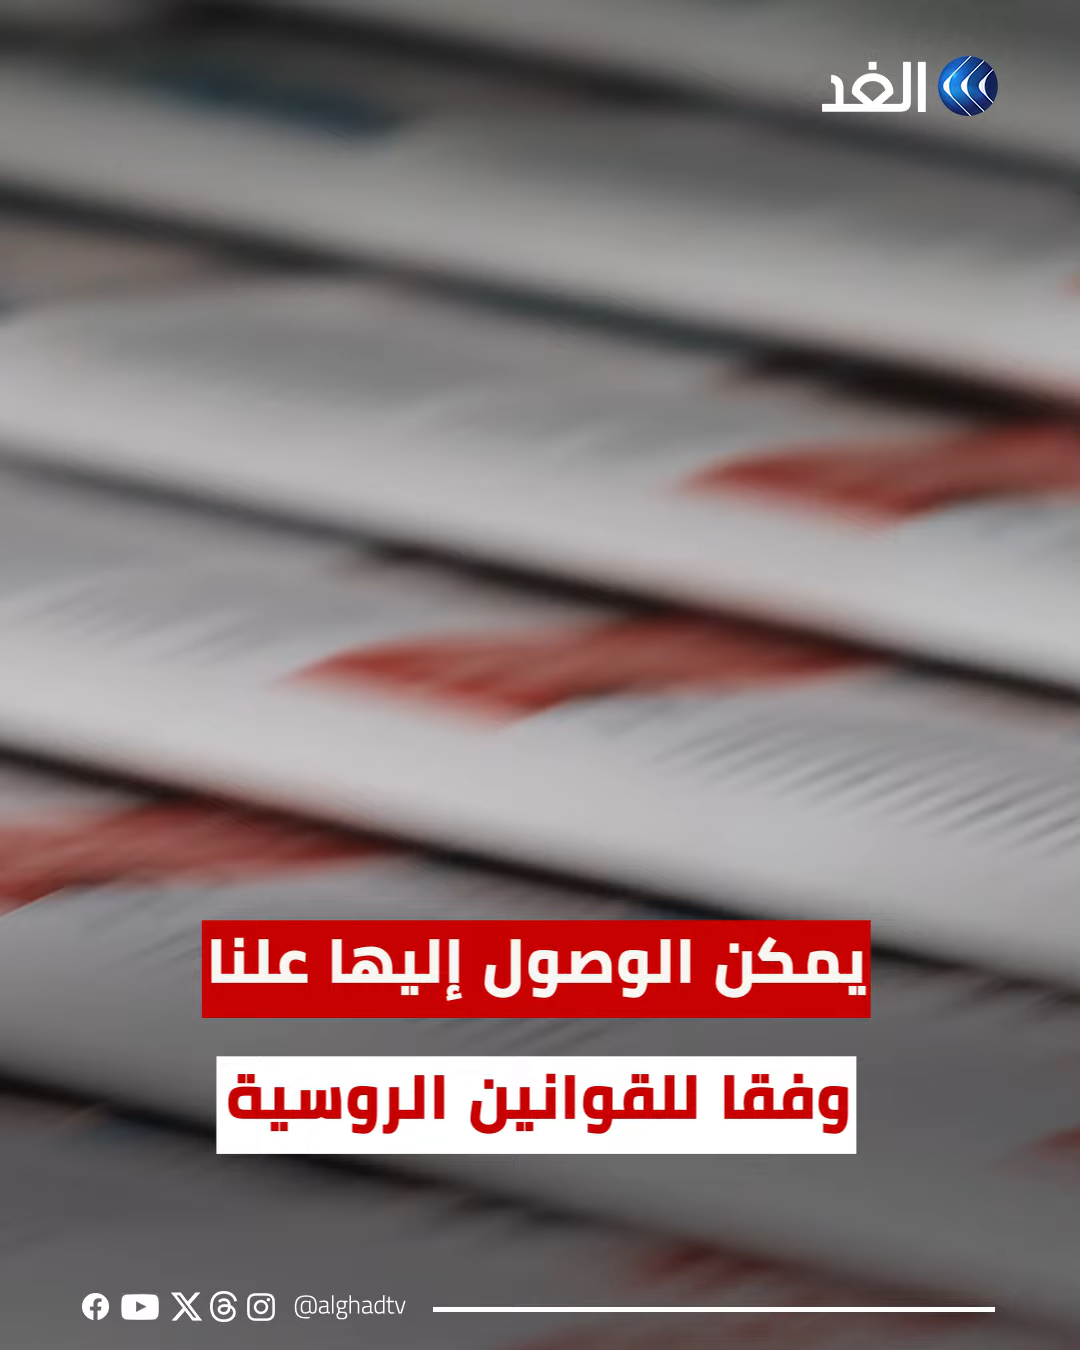 الغد
يمكن الوصول إليها علنا
وفقا للقوانين الروسية
@alghadtv